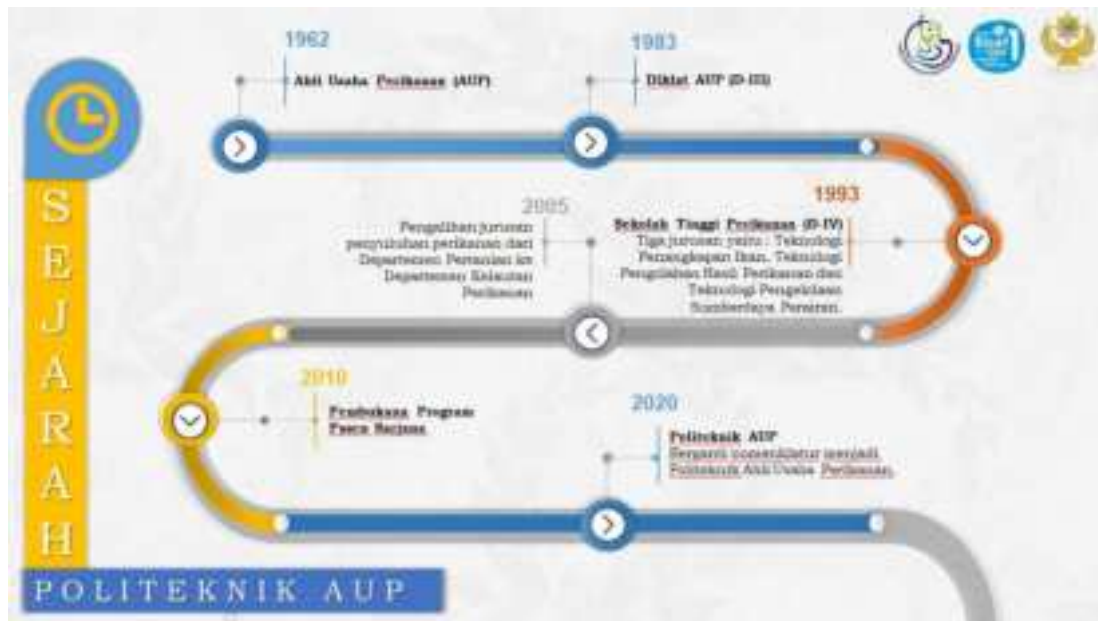 1962
Ahli Usaha Perikanan (AUP)
1983
Diklat AUP (D-III)
1993
Sekolah Tinggi Perikanan (D-IV)
Tiga jurusan yaitu : Teknologi
Penangkapan Ikan, Teknologi
Pengolahan Hasil Perikanan dan
Teknologi Pengelolaan
Sumberdaya Perairan.
2005
Pengalihan jurusan
penyuluhan perikanan dari
Departemen Pertanian ke
Departemen Kelautan
Perikanan
2010
Pembukaan Program
Pasca Sarjana
2020
Politeknik AUP
Berganti nomenklatur menjadi
Politeknik Ahli Usaha Perikanan.
SEJARAH
POLITEKNIK AUP